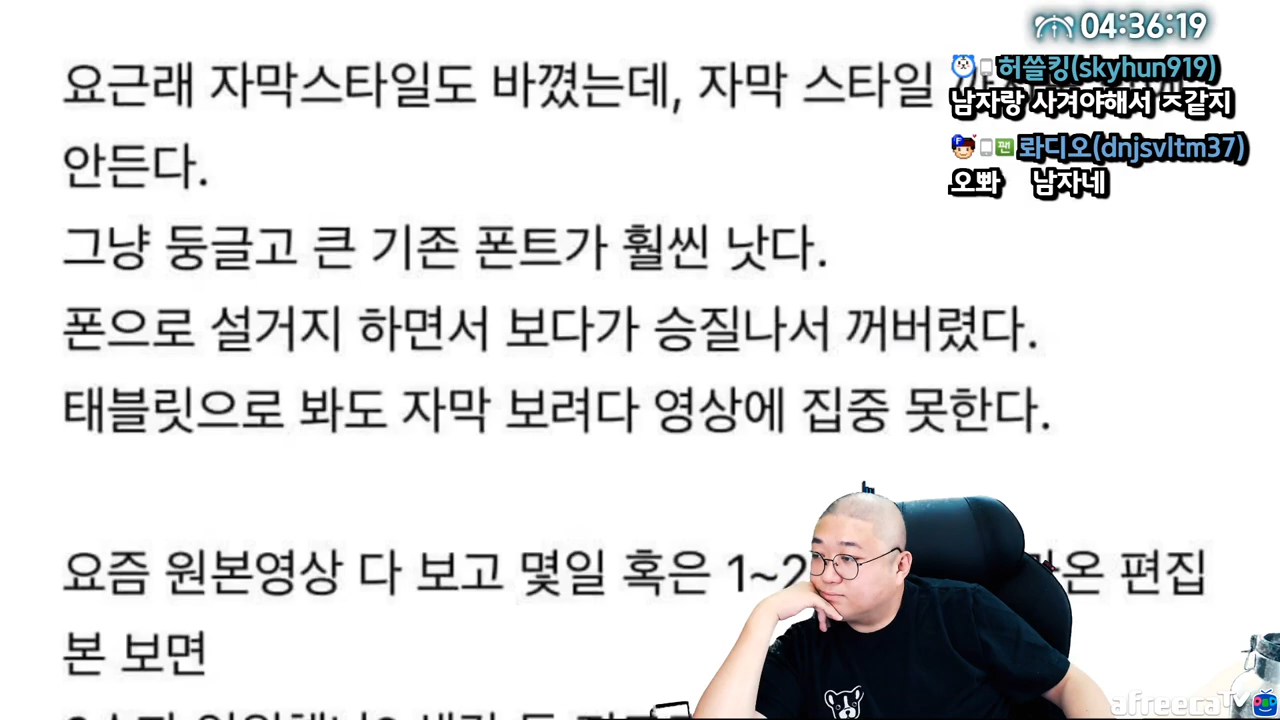 04:36:19
허쓸킹(skyhun919)
남자랑 사겨야해서 ㅈ같지
팬 롸디오(dnjsvltm37)
오빠 남자네
요근래 자막스타일도 바꼈는데, 자막 스타일
안든다.
그냥 둥글고 큰 기존 폰트가 훨씬 낫다.
폰으로 설거지 하면서 보다가 승질나서 꺼버렸다.
태블릿으로 봐도 자막 보려다 영상에 집중 못한다.
요즘 원본영상 다 보고 몇일 혹은 1~2 온 편집
본 보면
afreecaTV